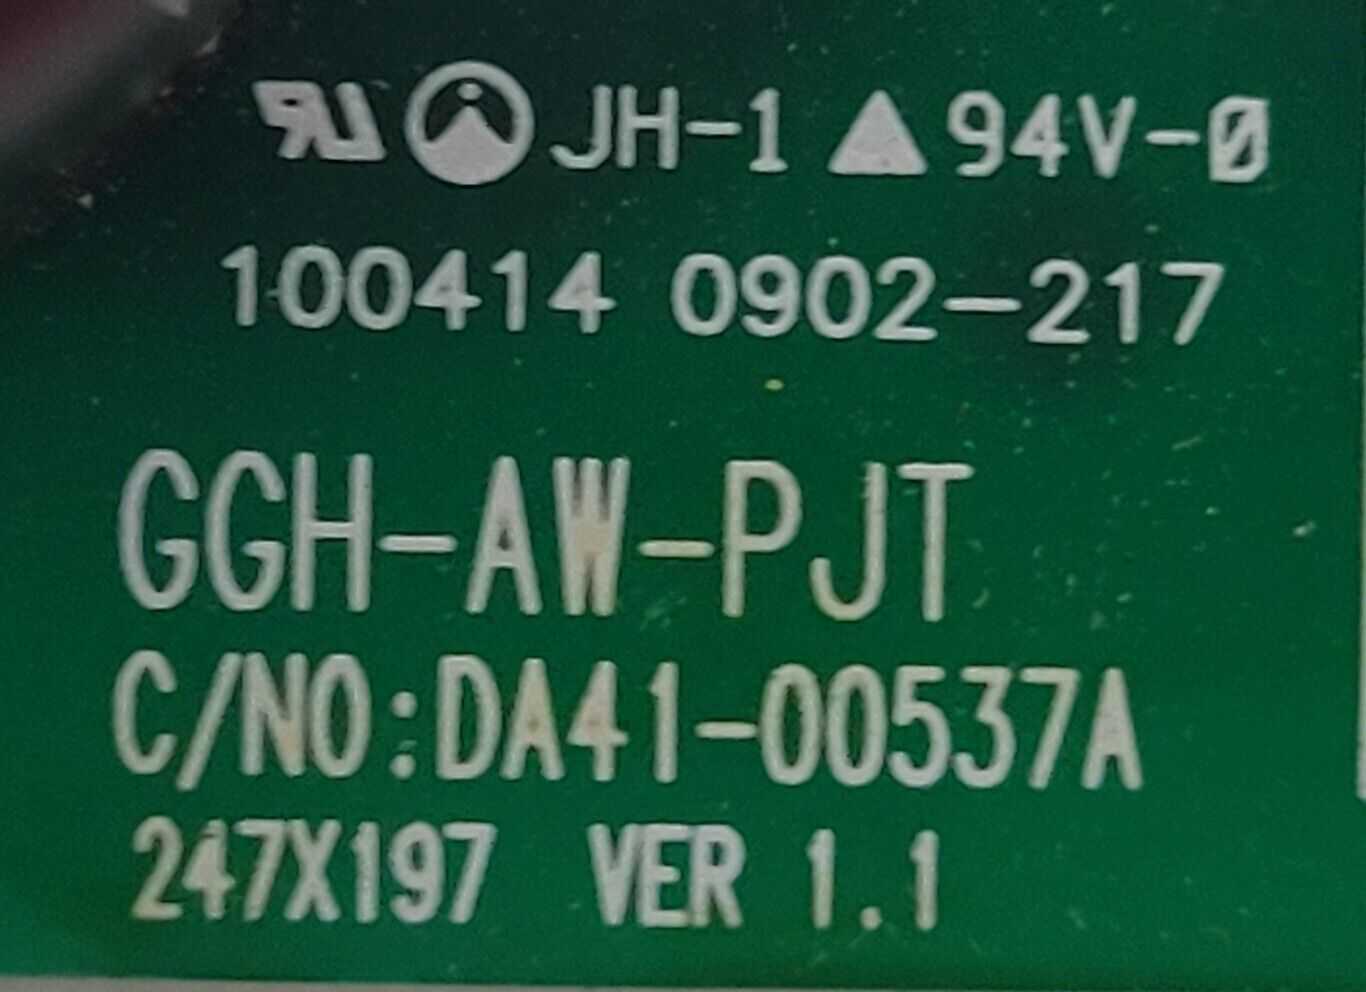 JH-1 ▲ 94V-0
100414 0902-217
GGH-AW-PJT
C/NO:DA41-00537A
247X197 VER 1.1